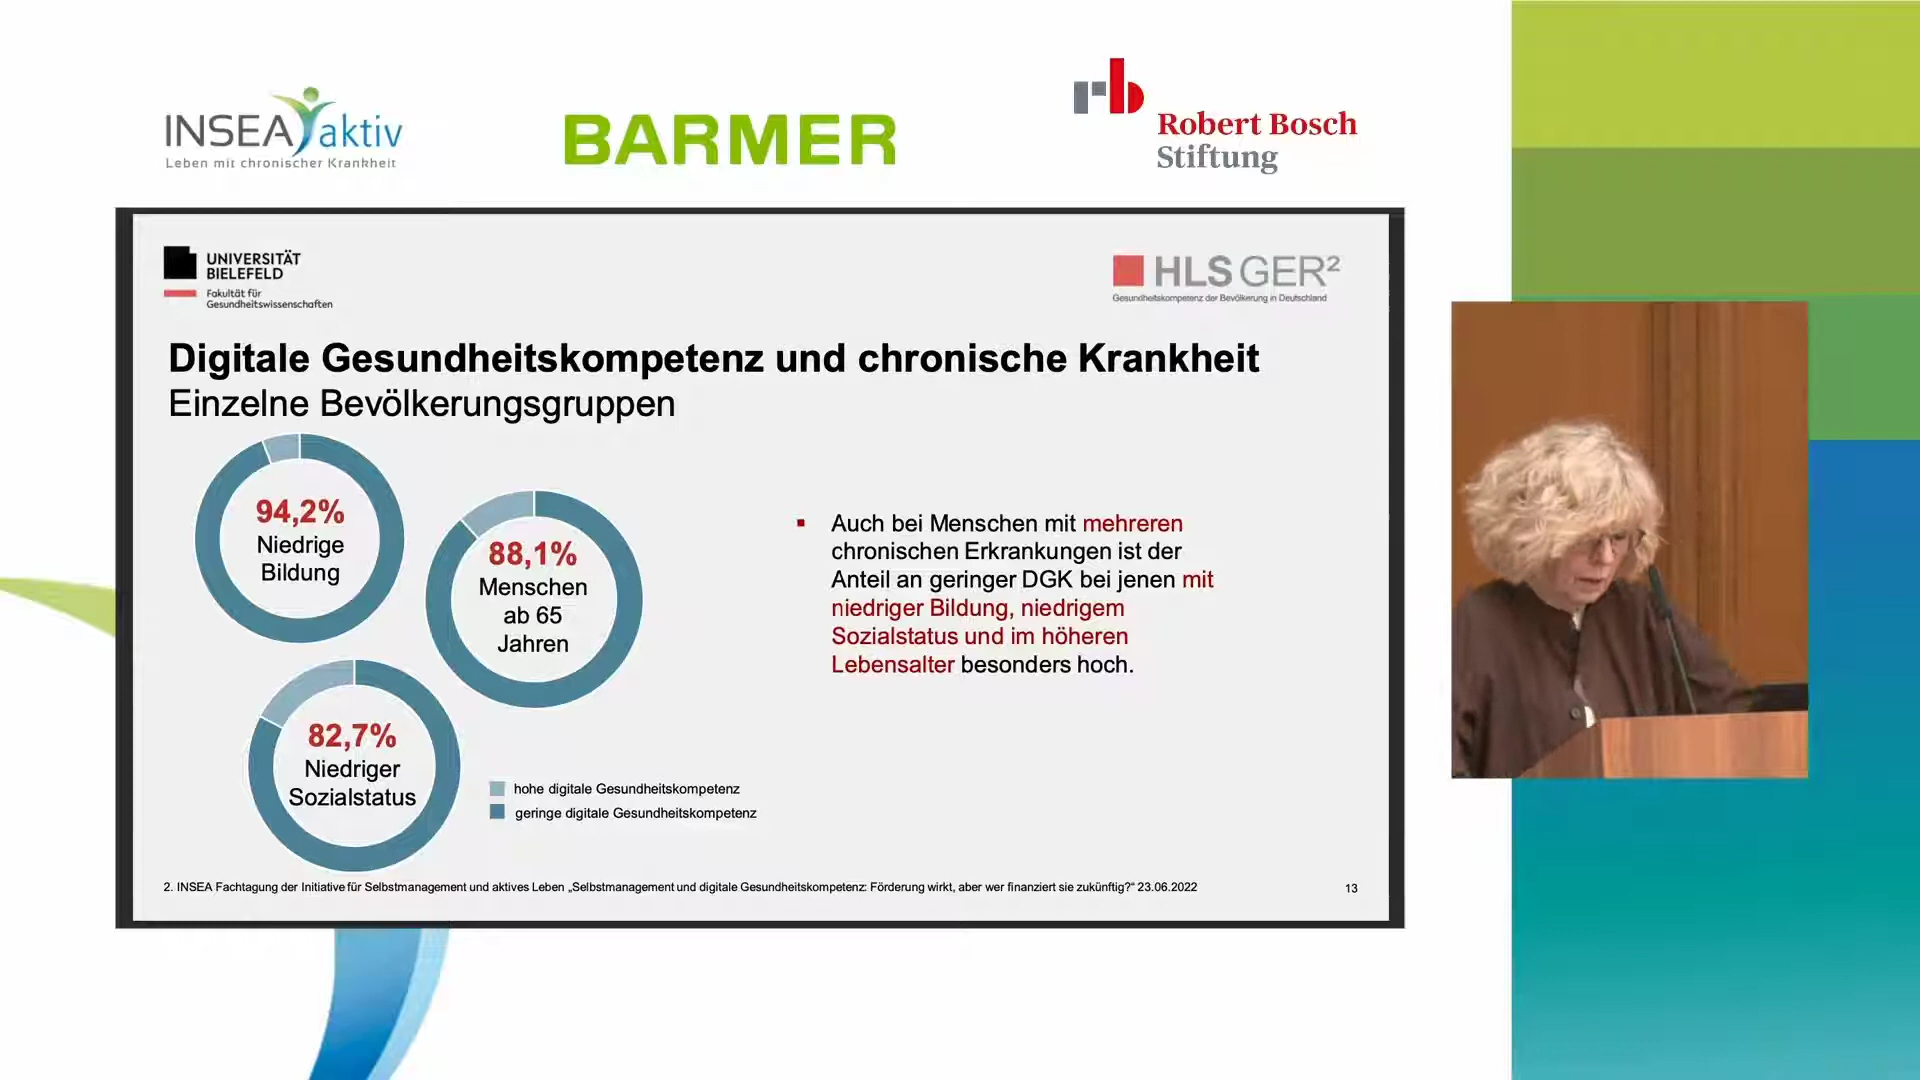 INSEA aktiv
Leben mit chronischer Krankheit
BARMER
rb
Robert Bosch
Stiftung
UNIVERSITÄT
BIELEFELD
Fakultät für
Gesundheitswissenschaften
HLS GER²
Gesundheitskompetenz der Bevölkerung in Deutschland
Digitale Gesundheitskompetenz und chronische Krankheit
Einzelne Bevölkerungsgruppen
94,2%
Niedrige
Bildung
88,1%
Menschen
ab 65
Jahren
82,7%
Niedriger
Sozialstatus
hohe digitale Gesundheitskompetenz
geringe digitale Gesundheitskompetenz
Auch bei Menschen mit mehreren
chronischen Erkrankungen ist der
Anteil an geringer DGK bei jenen mit
niedriger Bildung, niedrigem
Sozialstatus und im höheren
Lebensalter besonders hoch.
2. INSEA Fachtagung der Initiative für Selbstmanagement und aktives Leben „Selbstmanagement und digitale Gesundheitskompetenz: Förderung wirkt, aber wer finanziert sie zukünftig?“ 23.06.2022
13